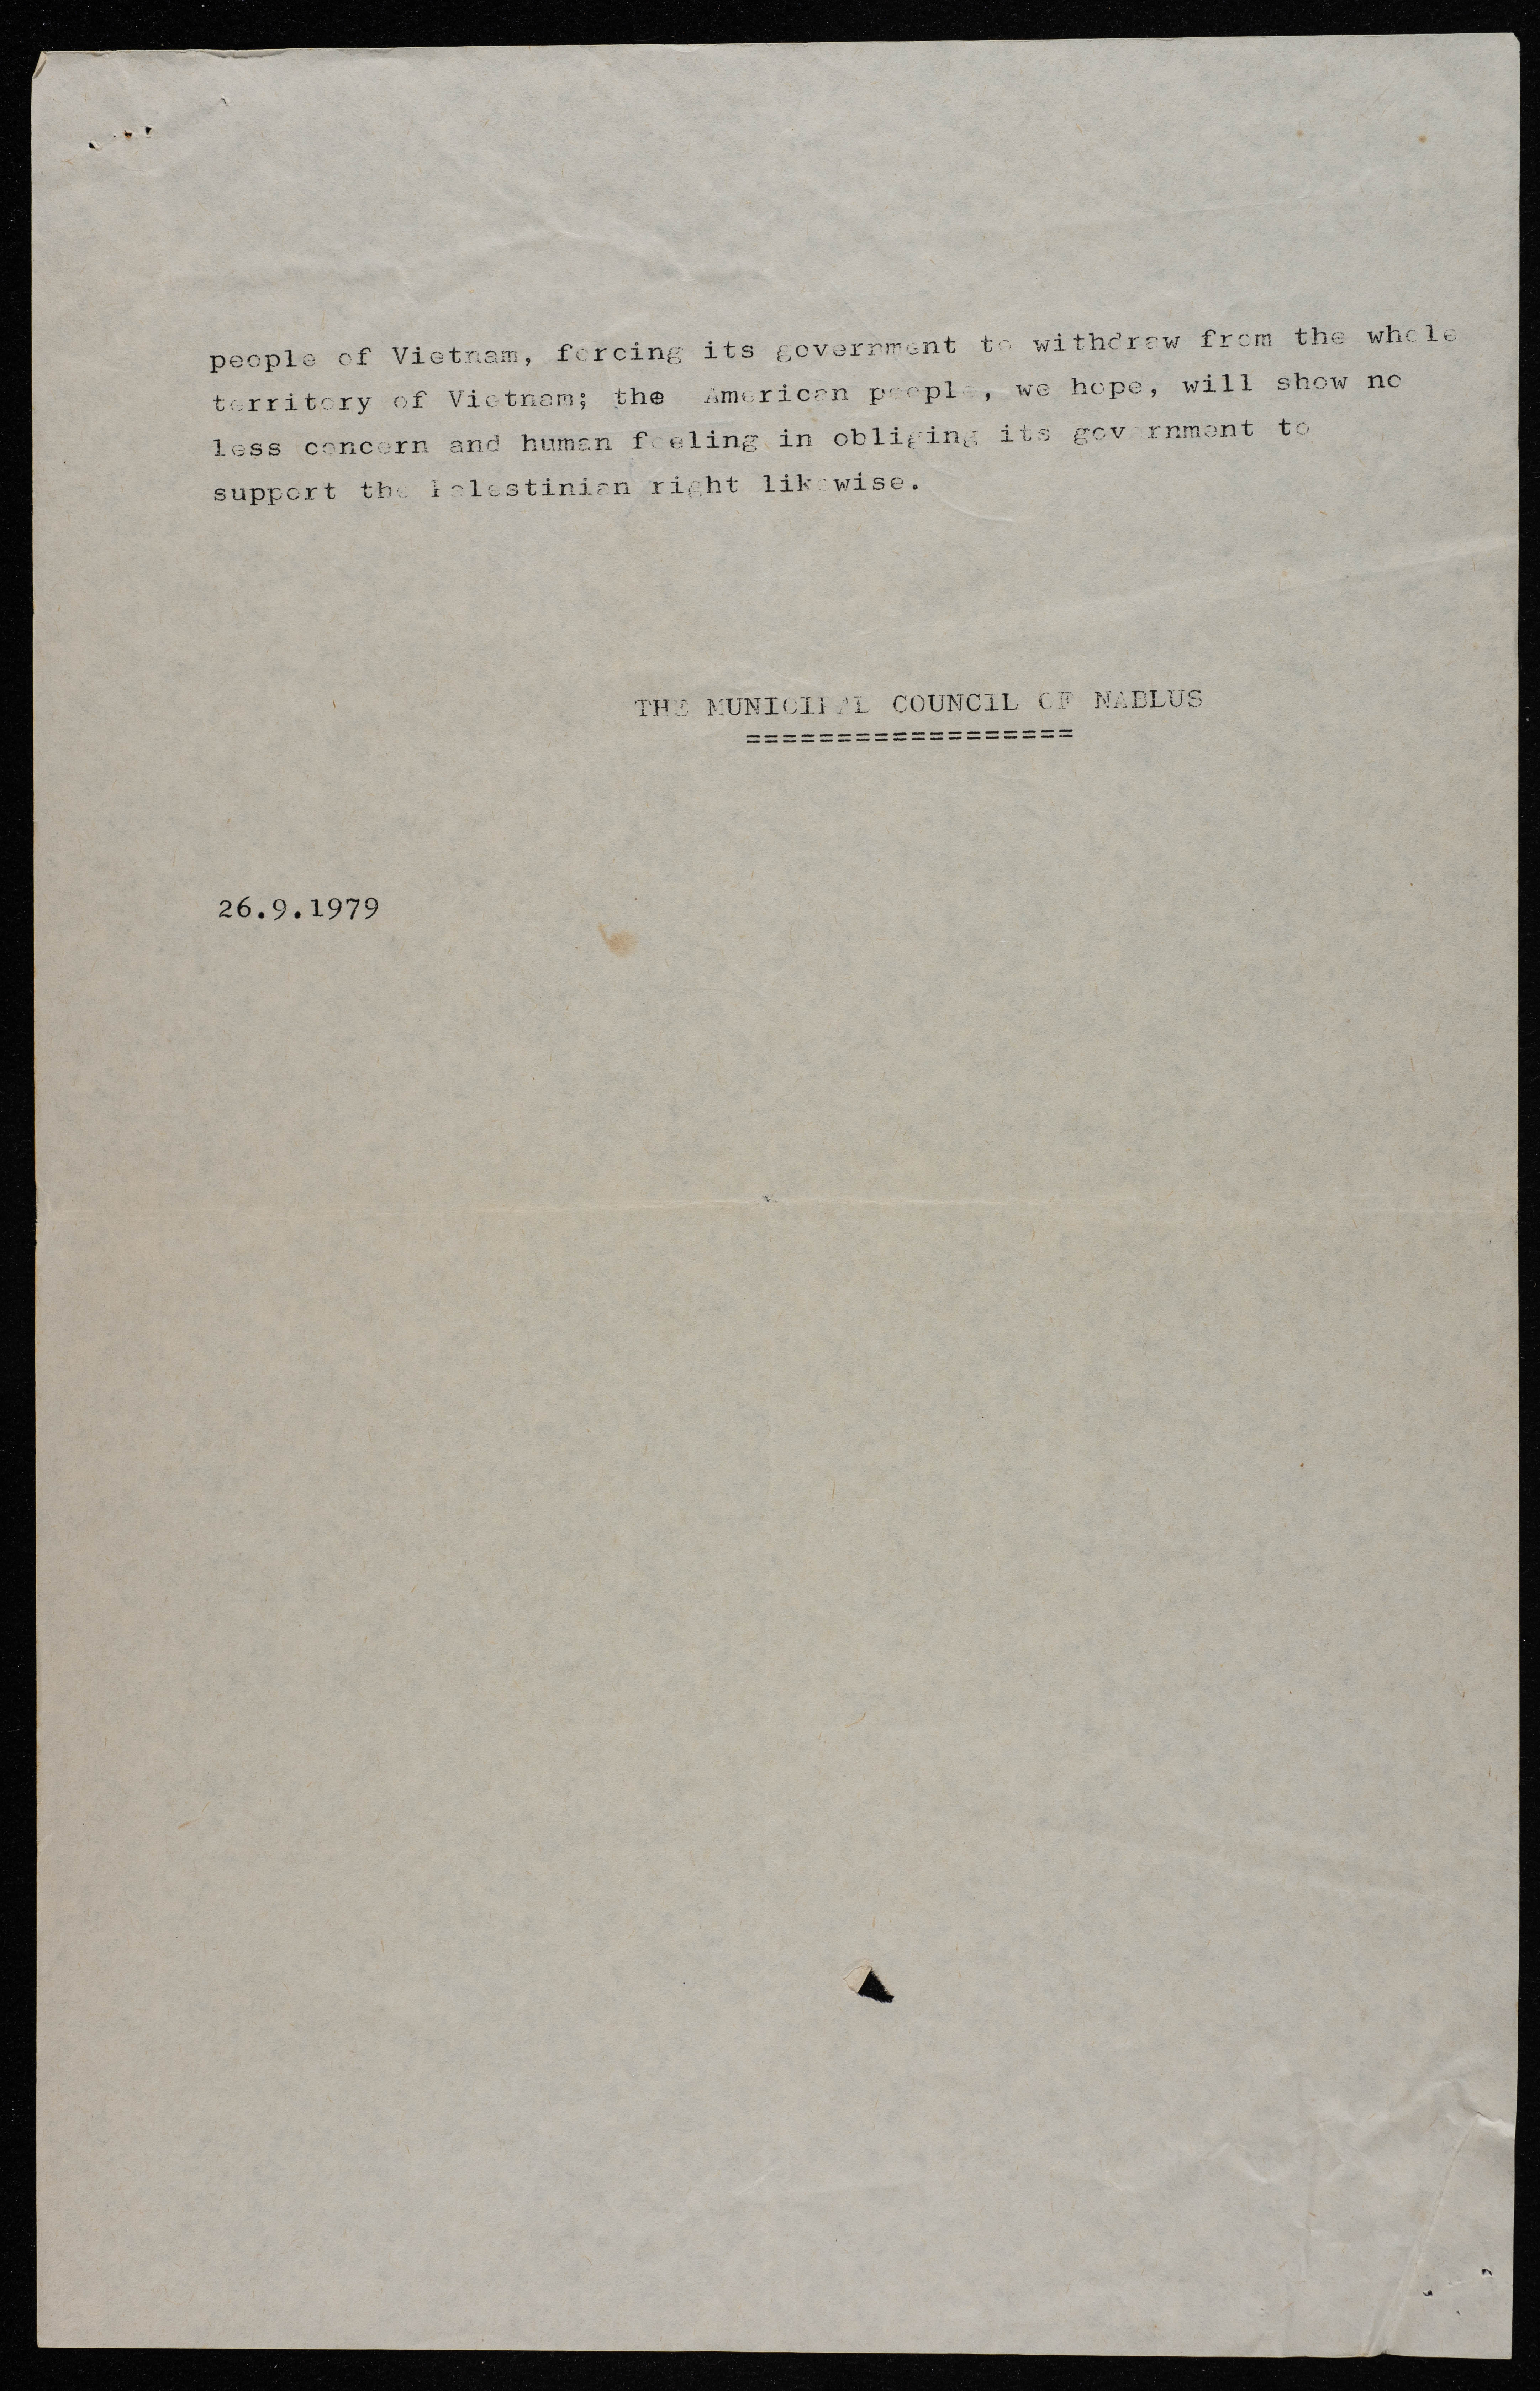 people of Vietnam, forcing its government to withdraw from the whole
territory of Vietnam; the American people, we hope, will show no
less concern and human feeling in obliging its government to
support the Palestinian right likewise.
THE MUNICIPAL COUNCIL OF NABLUS
==================
26.9.1979